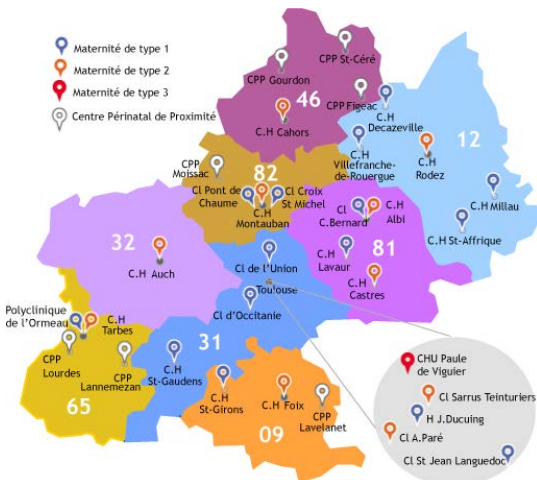 Maternité de type 1
Maternité de type 2
Maternité de type 3
Centre Périnatal de Proximité
CPP St-Céré
CPP Gourdon
46
CPP Figeac
C.H Cahors
C.H
Decazeville
12
C.H
Villefranche-
de-Rouergue
C.H
Rodez
C.H Millau
C.H St-Affrique
CPP
Moissac
82
Cl Pont de
Chaume
Cl Croix
St Michel
C.H
Montauban
Cl
C.Bernard
C.H
Albi
81
C.H
Lavaur
C.H
Castres
32
C.H Auch
Cl de l'Union
Toulouse
Cl d'Occitanie
31
Polyclinique
de l'Ormeau
C.H
Tarbes
CPP
Lourdes
CPP
Lannemezan
65
C.H
St-Gaudens
C.H
St-Girons
C.H Foix
CPP
Lavelanet
09
CHU Paule
de Viguier
Cl Sarrus Teinturiers
H J.Ducuing
Cl A.Paré
Cl St Jean Languedoc